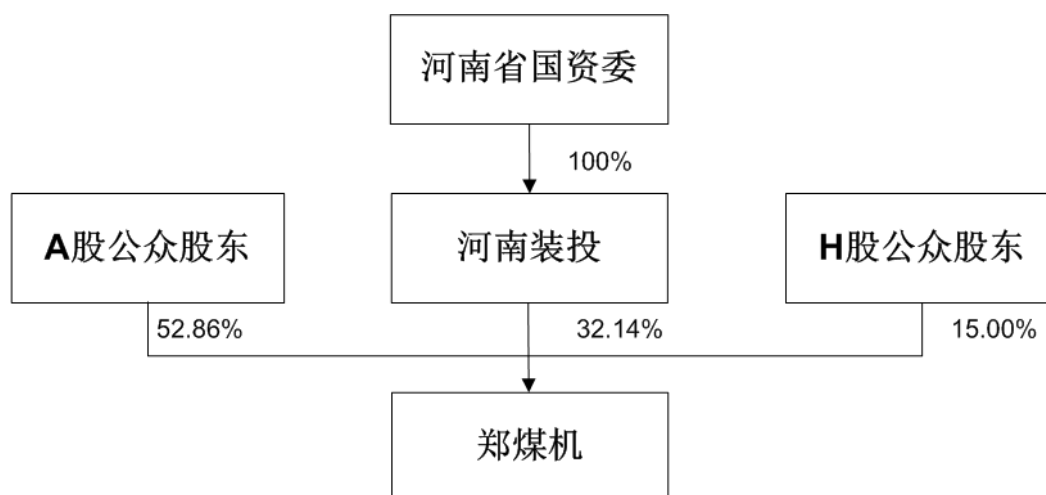 河南省国资委
100%
A股公众股东
河南装投
H股公众股东
52.86%
32.14%
15.00%
郑煤机